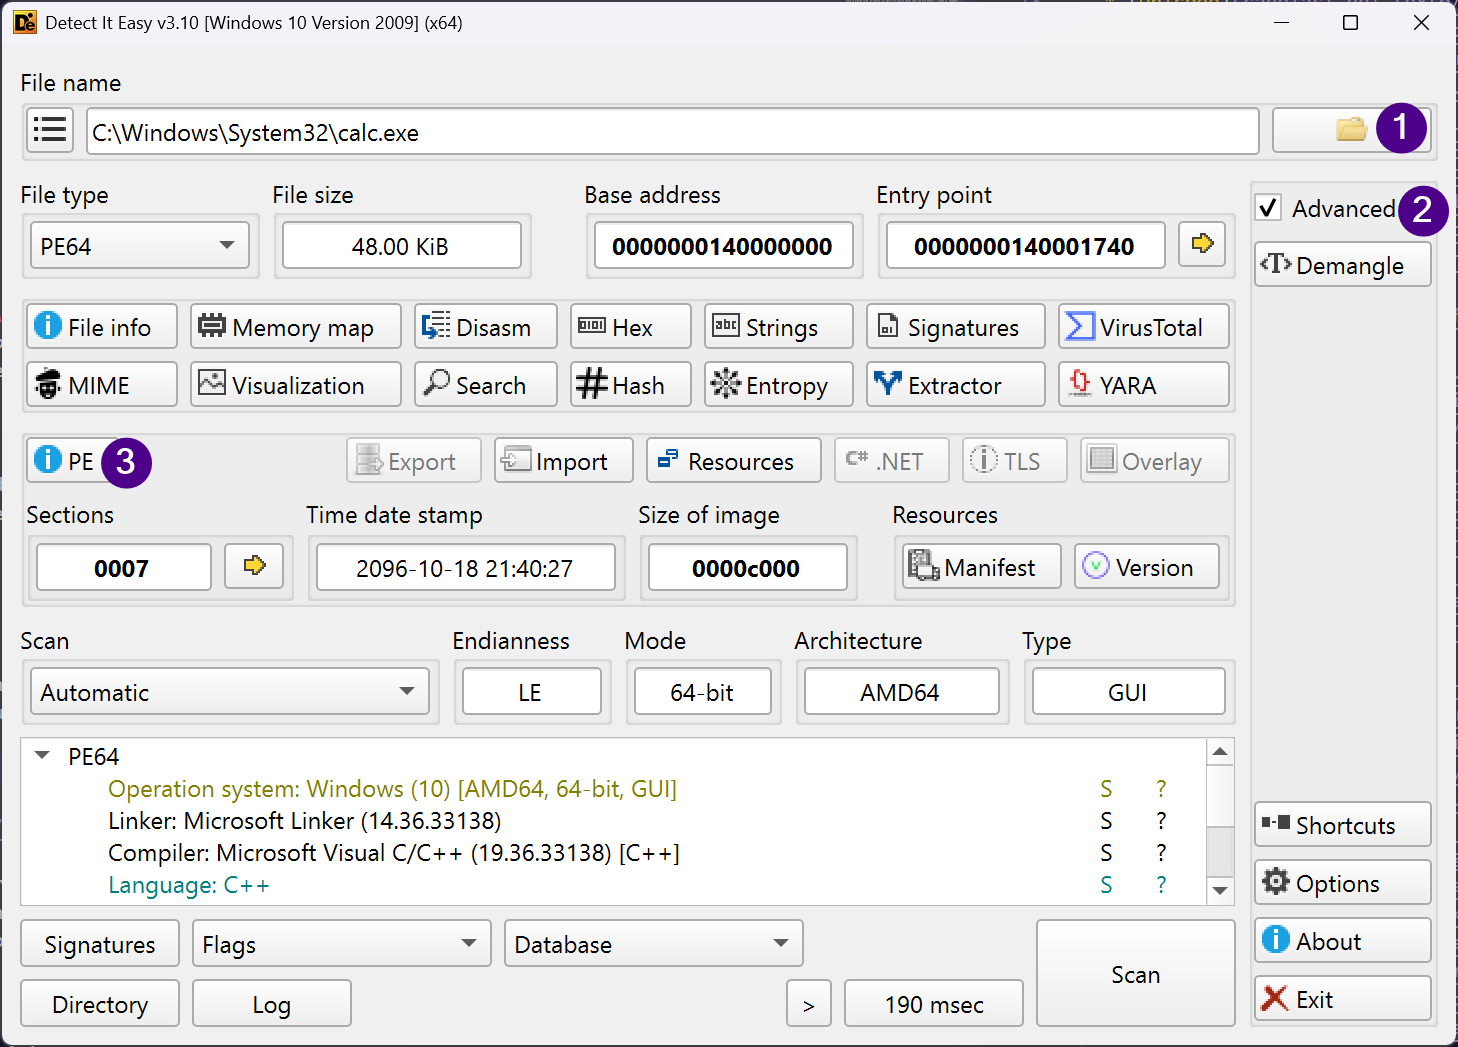 Detect It Easy v3.10 [Windows 10 Version 2009] (x64)
File name
C:\Windows\System32\calc.exe
1
File type
File size
Base address
Entry point
Advanced
2
PE64
48.00 KiB
0000000140000000
0000000140001740
Demangle
File info
Memory map
Disasm
Hex
Strings
Signatures
VirusTotal
MIME
Visualization
Search
Hash
Entropy
Extractor
YARA
PE
3
Export
Import
Resources
C# .NET
TLS
Overlay
Sections
Time date stamp
Size of image
Resources
0007
2096-10-18 21:40:27
0000c000
Manifest
Version
Scan
Endianness
Mode
Architecture
Type
Automatic
LE
64-bit
AMD64
GUI
PE64
Operation system: Windows (10) [AMD64, 64-bit, GUI] S ?
Linker: Microsoft Linker (14.36.33138) S ?
Compiler: Microsoft Visual C/C++ (19.36.33138) [C++] S ?
Language: C++ S ?
Shortcuts
Options
About
Exit
Signatures
Flags
Database
Scan
Directory
Log
>
190 msec